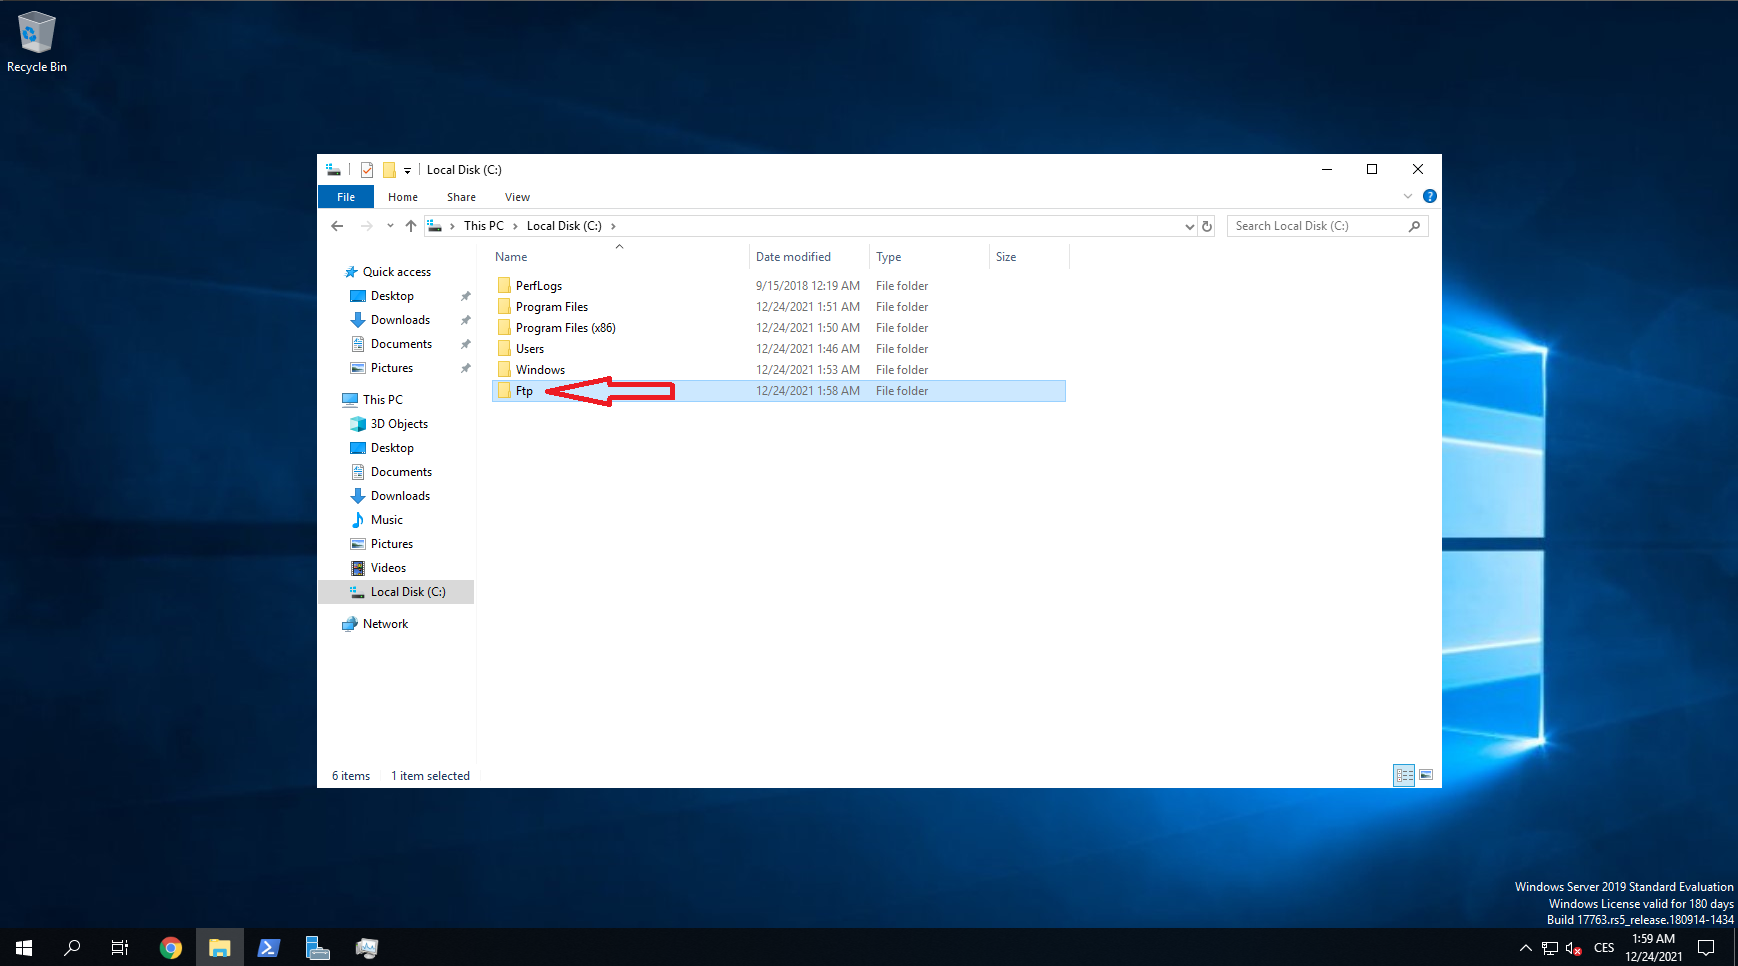 Recycle Bin
Local Disk (C:)
File Home Share View
This PC Local Disk (C:)
Search Local Disk (C:)
Name Date modified Type Size
Quick access
Desktop
Downloads
Documents
Pictures
This PC
3D Objects
Desktop
Documents
Downloads
Music
Pictures
Videos
Local Disk (C:)
Network
PerfLogs 9/15/2018 12:19 AM File folder
Program Files 12/24/2021 1:51 AM File folder
Program Files (x86) 12/24/2021 1:50 AM File folder
Users 12/24/2021 1:46 AM File folder
Windows 12/24/2021 1:53 AM File folder
Ftp 12/24/2021 1:58 AM File folder
6 items 1 item selected
Windows Server 2019 Standard Evaluation
Windows License valid for 180 days
Build 17763.rs5_release.180914-1434
CES
1:59 AM
12/24/2021